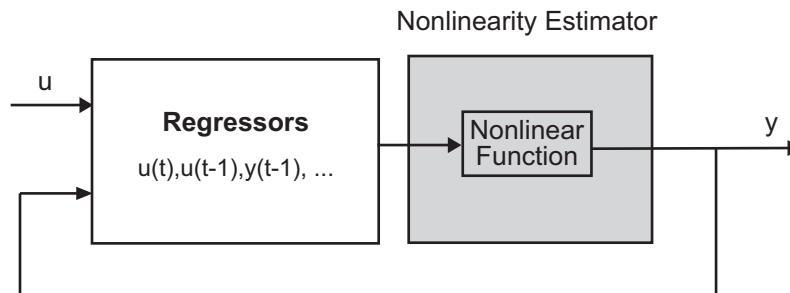 Nonlinearity Estimator
u
Regressors
u(t),u(t-1),y(t-1), ...
Nonlinear
Function
y